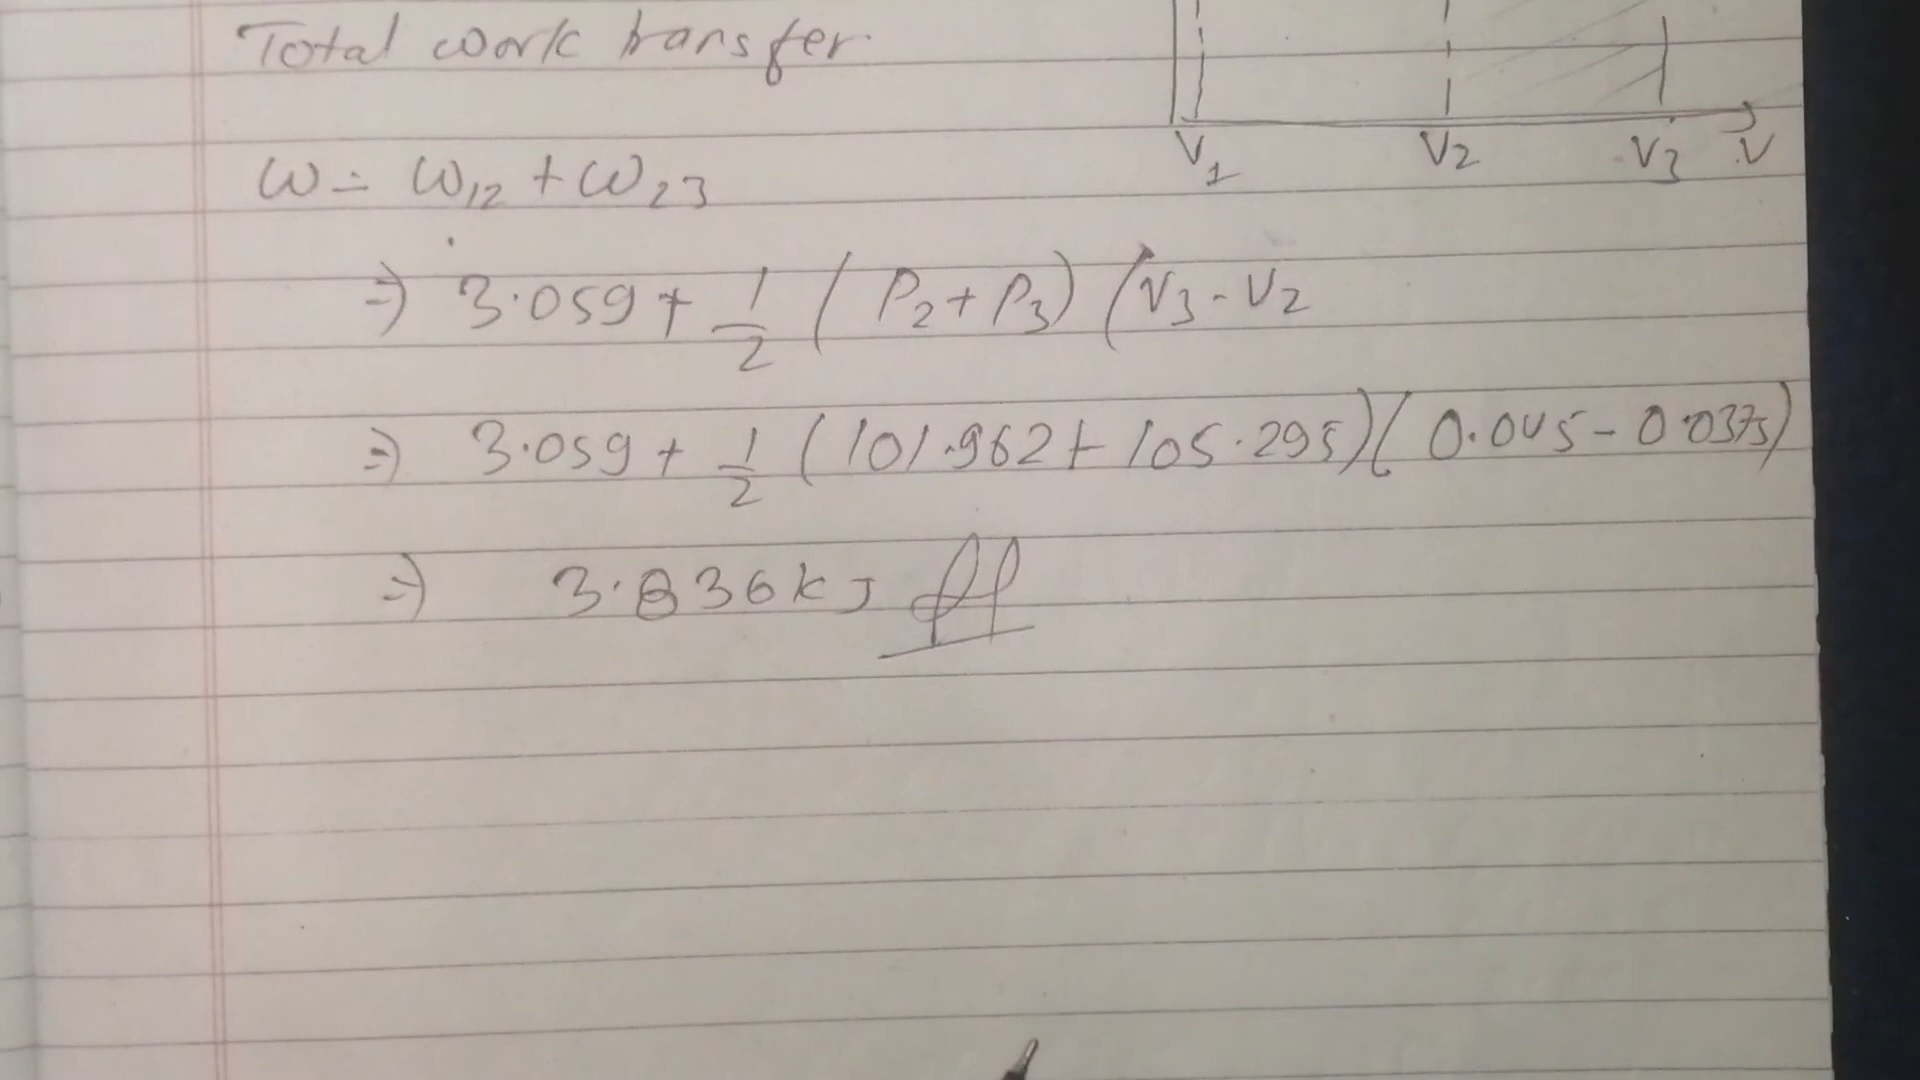 Total work transfer.
V1 V2 V3 V
W = W12 + W23
⇒ 3.059 + 1/2 (P2 + P3) (V3 - V2
⇒ 3.059 + 1/2 (101.962 + 105.295) (0.045 - 0.0375)
⇒ 3.836 kJ